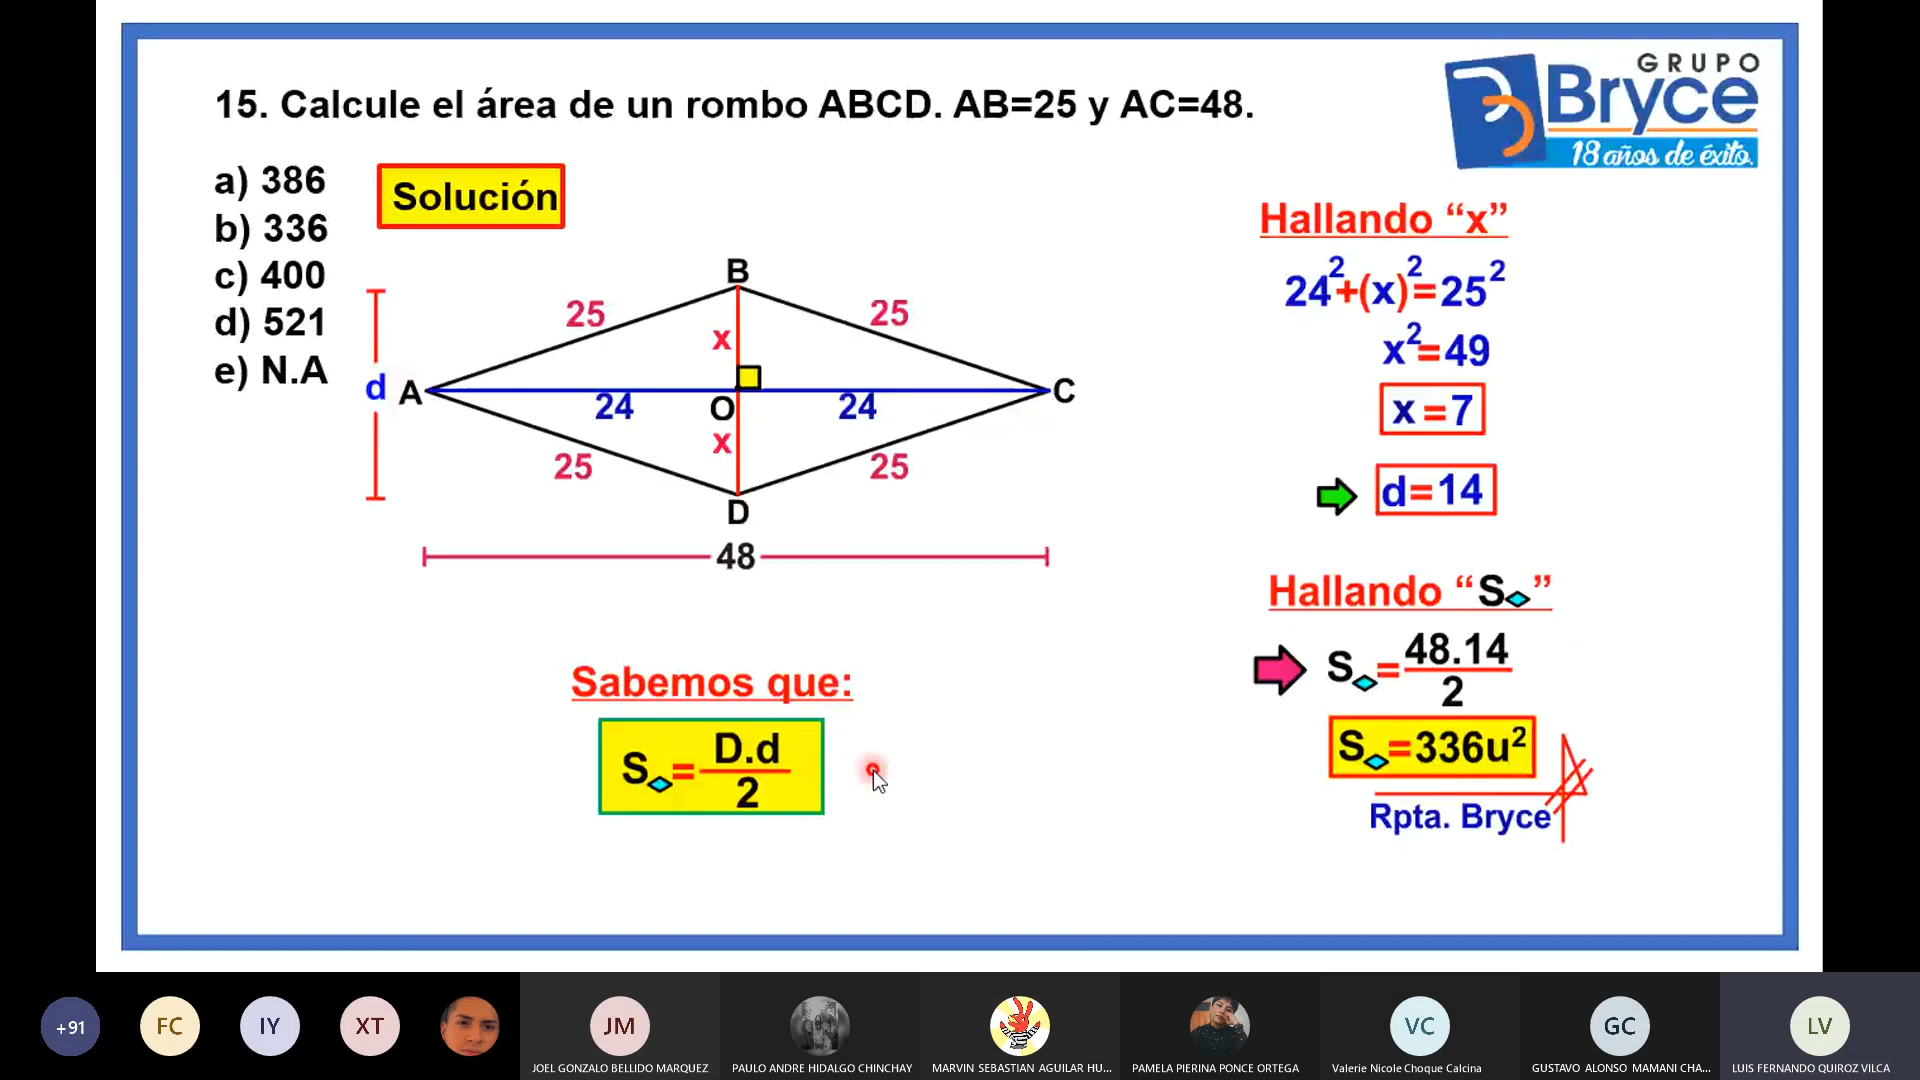 15. Calcule el área de un rombo ABCD. AB=25 y AC=48.
GRUPO
Bryce
18 años de éxito.
a) 386
b) 336
c) 400
d) 521
e) N.A
Solución
B
25
25
x
d
A
24
O
24
C
x
25
25
D
48
Sabemos que:
S=D.d/2
Hallando “x”
24²+(x)²=25²
x²=49
x=7
d=14
Hallando “S”
S=48.14/2
S=336u²
Rpta. Bryce
+91
FC
IY
XT
JM
VC
GC
LV
JOEL GONZALO BELLIDO MARQUEZ
PAULO ANDRE HIDALGO CHINCHAY
MARVIN SEBASTIAN AGUILAR HU...
PAMELA PIERINA PONCE ORTEGA
Valerie Nicole Choque Calcina
GUSTAVO ALONSO MAMANI CHA...
LUIS FERNANDO QUIROZ VILCA